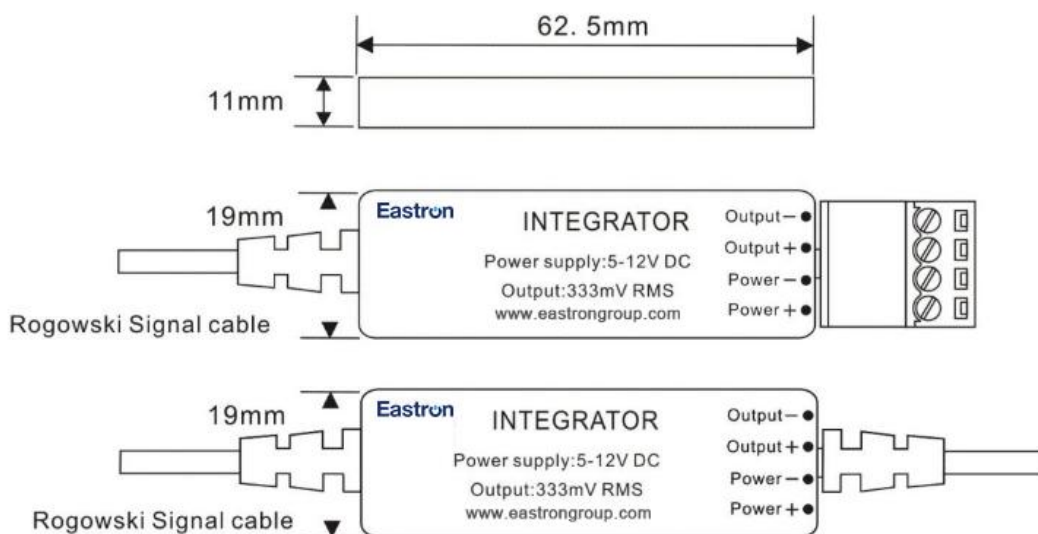 62. 5mm
11mm
19mm
Eastron
INTEGRATOR
Power supply:5-12V DC
Output:333mV RMS
www.eastrongroup.com
Output−
Output+
Power−
Power+
Rogowski Signal cable
19mm
Eastron
INTEGRATOR
Power supply:5-12V DC
Output:333mV RMS
www.eastrongroup.com
Output−
Output+
Power−
Power+
Rogowski Signal cable